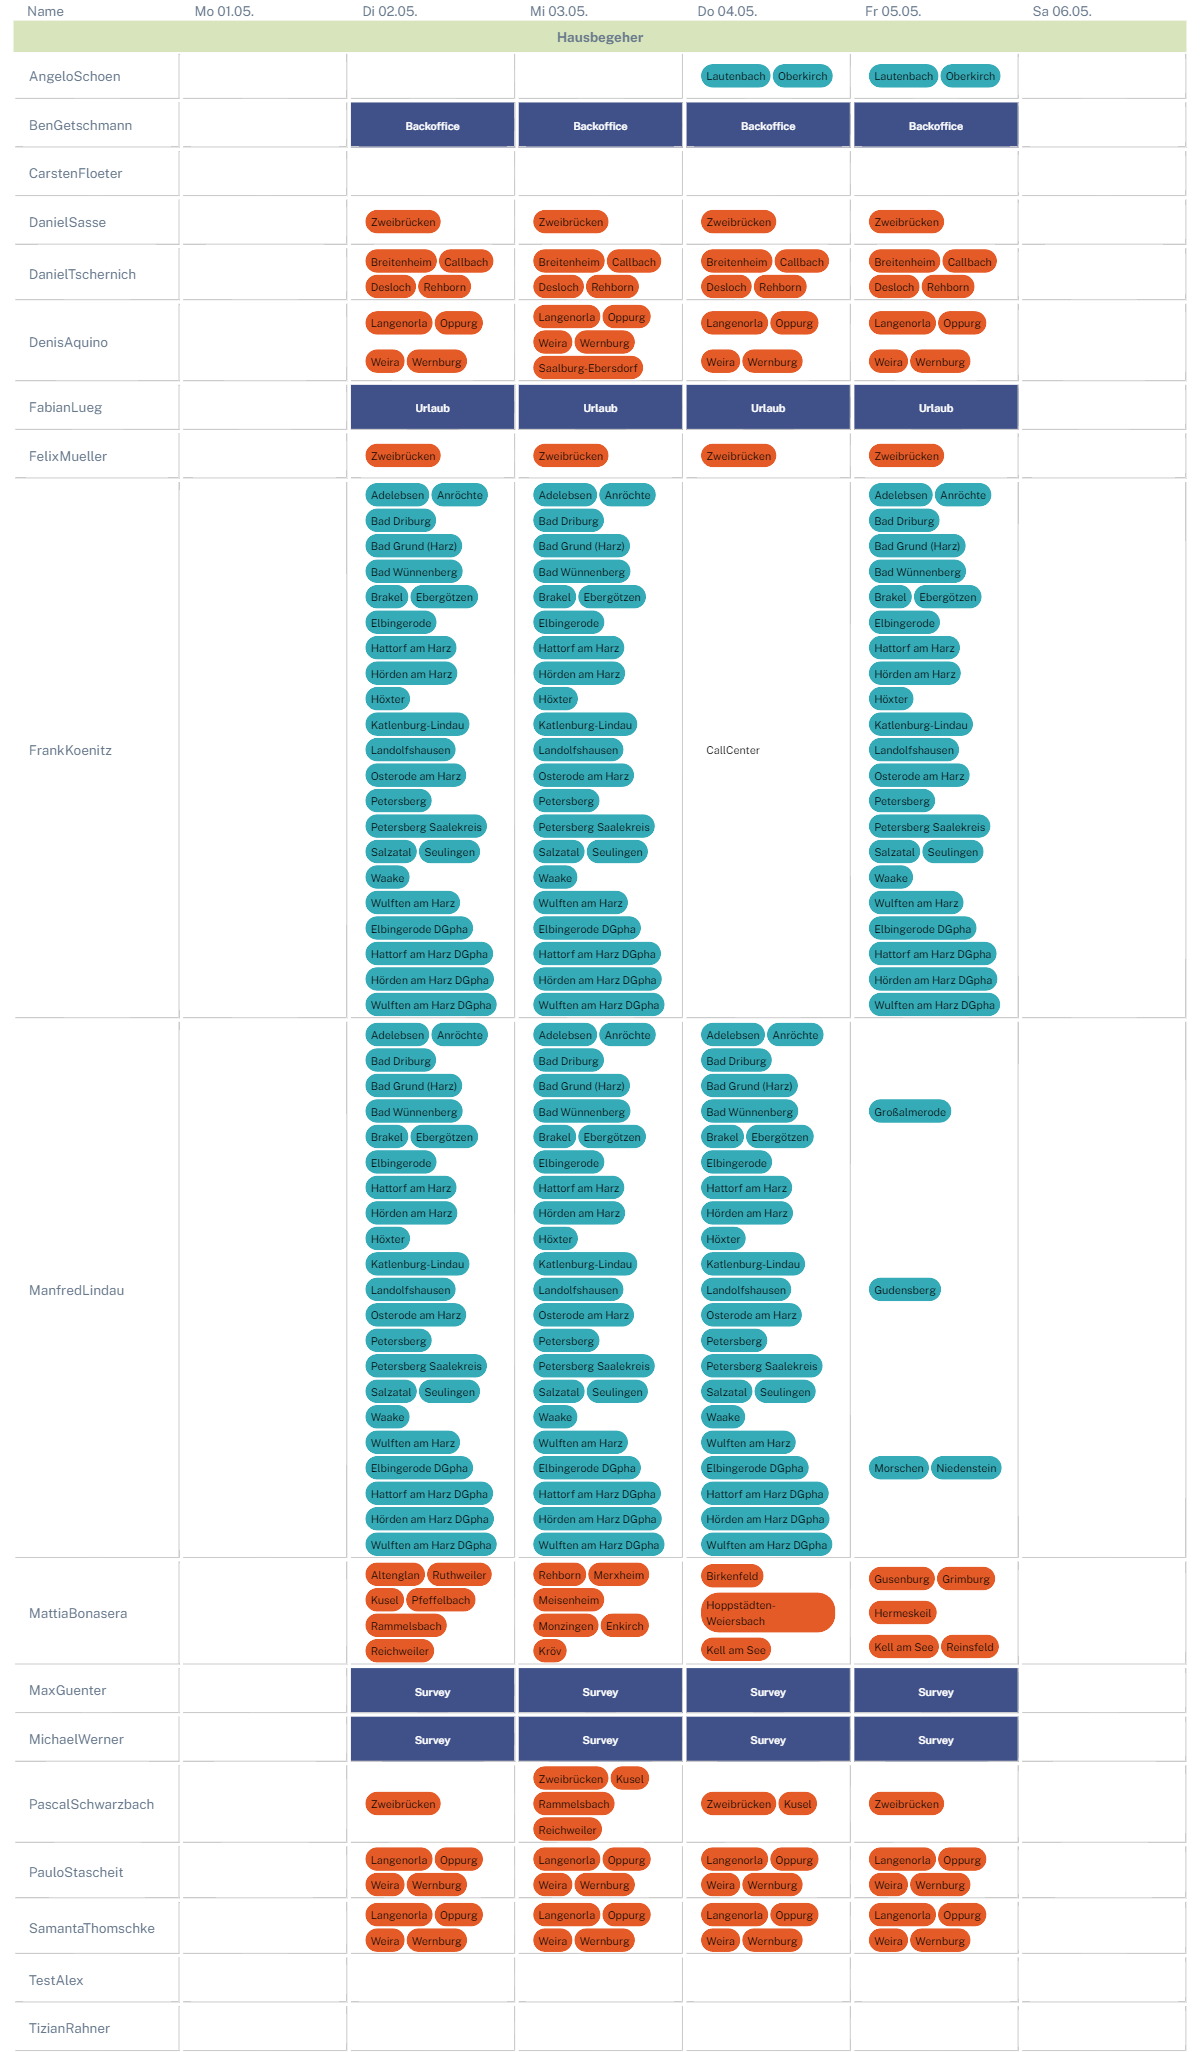 Name Mo 01.05. Di 02.05. Mi 03.05. Do 04.05. Fr 05.05. Sa 06.05.
Hausbegeher
AngeloSchoen Lautenbach Oberkirch Lautenbach Oberkirch
BenGetschmann Backoffice Backoffice Backoffice Backoffice
CarstenFloeter
DanielSasse Zweibrücken Zweibrücken Zweibrücken Zweibrücken
Breitenheim Callbach Breitenheim Callbach Breitenheim Callbach Breitenheim Callbach
DanielTschernich
Desloch Rehborn Desloch Rehborn Desloch Rehborn Desloch Rehborn
Langenorla Oppurg Langenorla Oppurg Langenorla Oppurg Langenorla Oppurg
DenisAquino Weira Wernburg
Weira Wernburg Saalburg-Ebersdorf Weira Wernburg Weira Wernburg
FabianLueg Urlaub Urlaub Urlaub Urlaub
FelixMueller Zweibrücken Zweibrücken Zweibrücken Zweibrücken
Adelebsen Anröchte Adelebsen Anröchte Adelebsen Anröchte
Bad Driburg Bad Driburg Bad Driburg
Bad Grund (Harz) Bad Grund (Harz) Bad Grund (Harz)
Bad Wünnenberg Bad Wünnenberg Bad Wünnenberg
Brakel Ebergötzen Brakel Ebergötzen Brakel Ebergötzen
Elbingerode Elbingerode Elbingerode
Hattorf am Harz Hattorf am Harz Hattorf am Harz
Hörden am Harz Hörden am Harz Hörden am Harz
Höxter Höxter Höxter
Katlenburg-Lindau Katlenburg-Lindau Katlenburg-Lindau
FrankKoenitz Landolfshausen Landolfshausen CallCenter Landolfshausen
Osterode am Harz Osterode am Harz Osterode am Harz
Petersberg Petersberg Petersberg
Petersberg Saalekreis Petersberg Saalekreis Petersberg Saalekreis
Salzatal Seulingen Salzatal Seulingen Salzatal Seulingen
Waake Waake Waake
Wulften am Harz Wulften am Harz Wulften am Harz
Elbingerode DGpha Elbingerode DGpha Elbingerode DGpha
Hattorf am Harz DGpha Hattorf am Harz DGpha Hattorf am Harz DGpha
Hörden am Harz DGpha Hörden am Harz DGpha Hörden am Harz DGpha
Wulften am Harz DGpha Wulften am Harz DGpha Wulften am Harz DGpha
Adelebsen Anröchte Adelebsen Anröchte Adelebsen Anröchte
Bad Driburg Bad Driburg Bad Driburg
Bad Grund (Harz) Bad Grund (Harz) Bad Grund (Harz)
Bad Wünnenberg Bad Wünnenberg Bad Wünnenberg Großalmerode
Brakel Ebergötzen Brakel Ebergötzen Brakel Ebergötzen
Elbingerode Elbingerode Elbingerode
Hattorf am Harz Hattorf am Harz Hattorf am Harz
Hörden am Harz Hörden am Harz Hörden am Harz
Höxter Höxter Höxter
Katlenburg-Lindau Katlenburg-Lindau Katlenburg-Lindau
ManfredLindau Landolfshausen Landolfshausen Landolfshausen Gudensberg
Osterode am Harz Osterode am Harz Osterode am Harz
Petersberg Petersberg Petersberg
Petersberg Saalekreis Petersberg Saalekreis Petersberg Saalekreis
Salzatal Seulingen Salzatal Seulingen Salzatal Seulingen
Waake Waake Waake
Wulften am Harz Wulften am Harz Wulften am Harz
Elbingerode DGpha Elbingerode DGpha Elbingerode DGpha Morschen Niedenstein
Hattorf am Harz DGpha Hattorf am Harz DGpha Hattorf am Harz DGpha
Hörden am Harz DGpha Hörden am Harz DGpha Hörden am Harz DGpha
Wulften am Harz DGpha Wulften am Harz DGpha Wulften am Harz DGpha
Altenglan Ruthweiler Rehborn Merxheim Birkenfeld Gusenburg Grimburg
Kusel Pfeffelbach Meisenheim Hoppstädten-
MattiaBonasera Hermeskeil
Rammelsbach Monzingen Enkirch Weiersbach
Reichweiler Kröv Kell am See Kell am See Reinsfeld
MaxGuenter Survey Survey Survey Survey
MichaelWerner Survey Survey Survey Survey
Zweibrücken Kusel
PascalSchwarzbach Zweibrücken Rammelsbach Zweibrücken Kusel Zweibrücken
Reichweiler
Langenorla Oppurg Langenorla Oppurg Langenorla Oppurg Langenorla Oppurg
PauloStascheit
Weira Wernburg Weira Wernburg Weira Wernburg Weira Wernburg
Langenorla Oppurg Langenorla Oppurg Langenorla Oppurg Langenorla Oppurg
SamantaThomschke
Weira Wernburg Weira Wernburg Weira Wernburg Weira Wernburg
TestAlex
TizianRahner